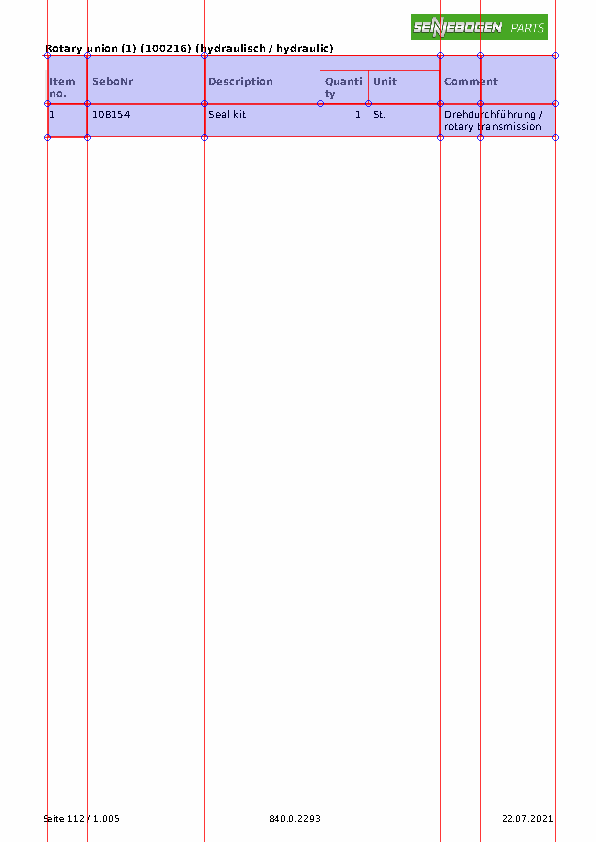 SENNEBOGEN PARTS
Rotary union (1) (100216) (hydraulisch / hydraulic)
Item no. SeboNr Description Quantity Unit Comment
1 10B154 Seal kit 1 St. Drehdurchführung /
rotary transmission
Seite 112 / 1.005 840.0.2293 22.07.2021